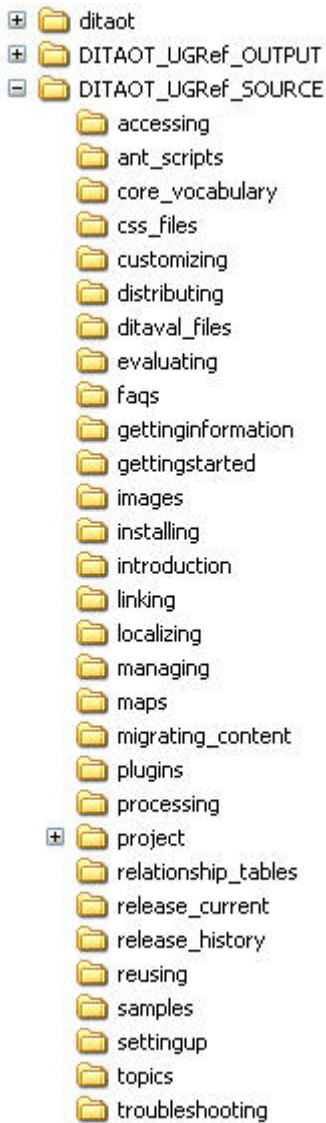 ditaot
DITAOT_UGRef_OUTPUT
DITAOT_UGRef_SOURCE
accessing
ant_scripts
core_vocabulary
css_files
customizing
distributing
ditaval_files
evaluating
faqs
gettinginformation
gettingstarted
images
installing
introduction
linking
localizing
managing
maps
migrating_content
plugins
processing
project
relationship_tables
release_current
release_history
reusing
samples
settingup
topics
troubleshooting